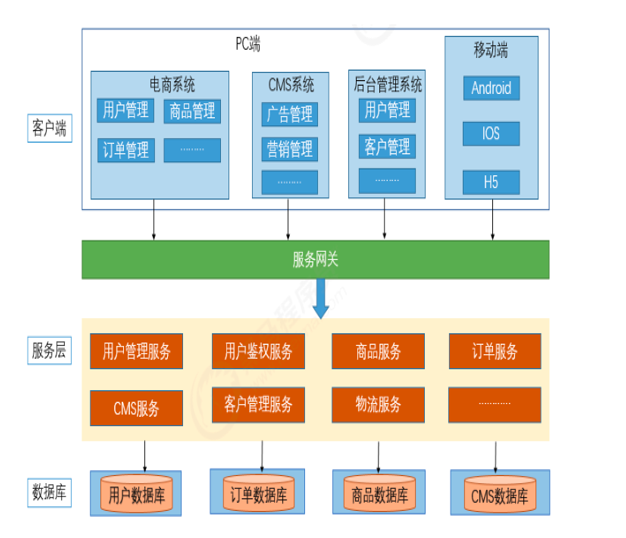 PC端
移动端
电商系统
CMS系统
后台管理系统
用户管理
商品管理
广告管理
用户管理
Android
客户端
订单管理
………
营销管理
客户管理
IOS
………
………
H5
服务网关
服务层
用户管理服务
用户鉴权服务
商品服务
订单服务
CMS服务
客户管理服务
物流服务
…………
数据库
用户数据库
订单数据库
商品数据库
CMS数据库